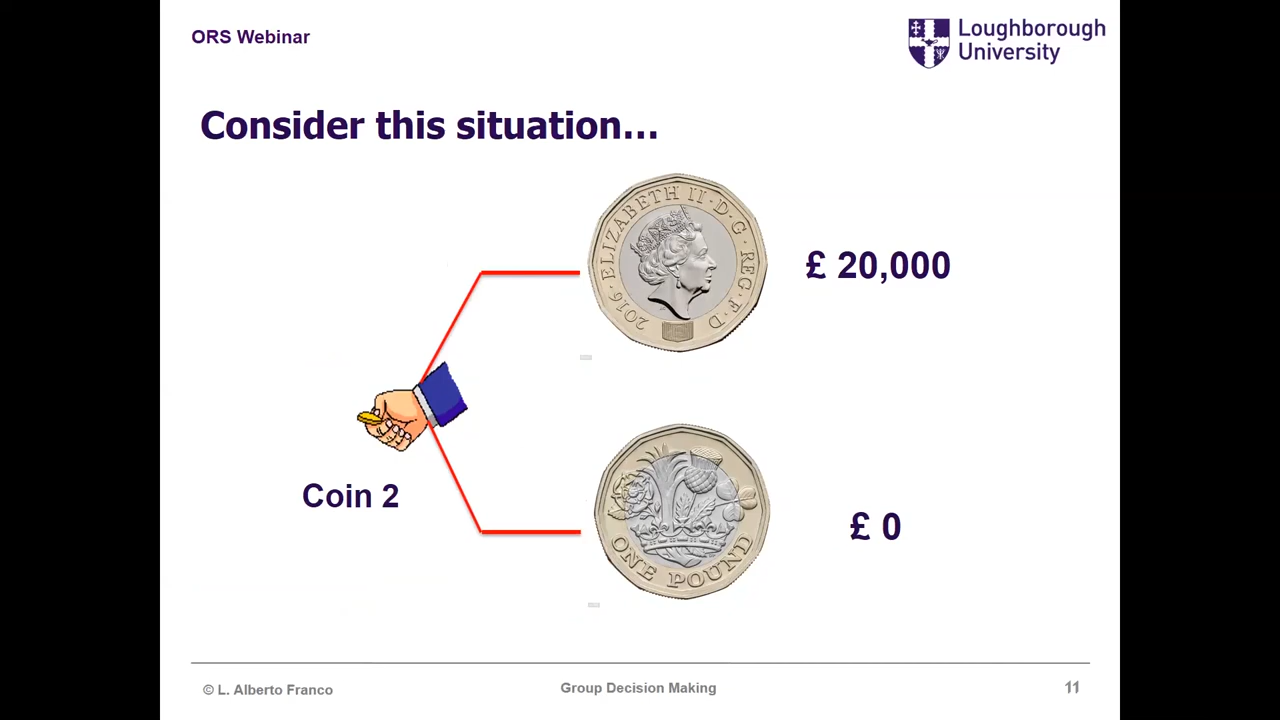 ORS Webinar
Loughborough
University
Consider this situation…
ELIZABETH II · D · G · REG · F · D · 2016 ·
£ 20,000
Coin 2
ONE POUND
£ 0
© L. Alberto Franco
Group Decision Making
11